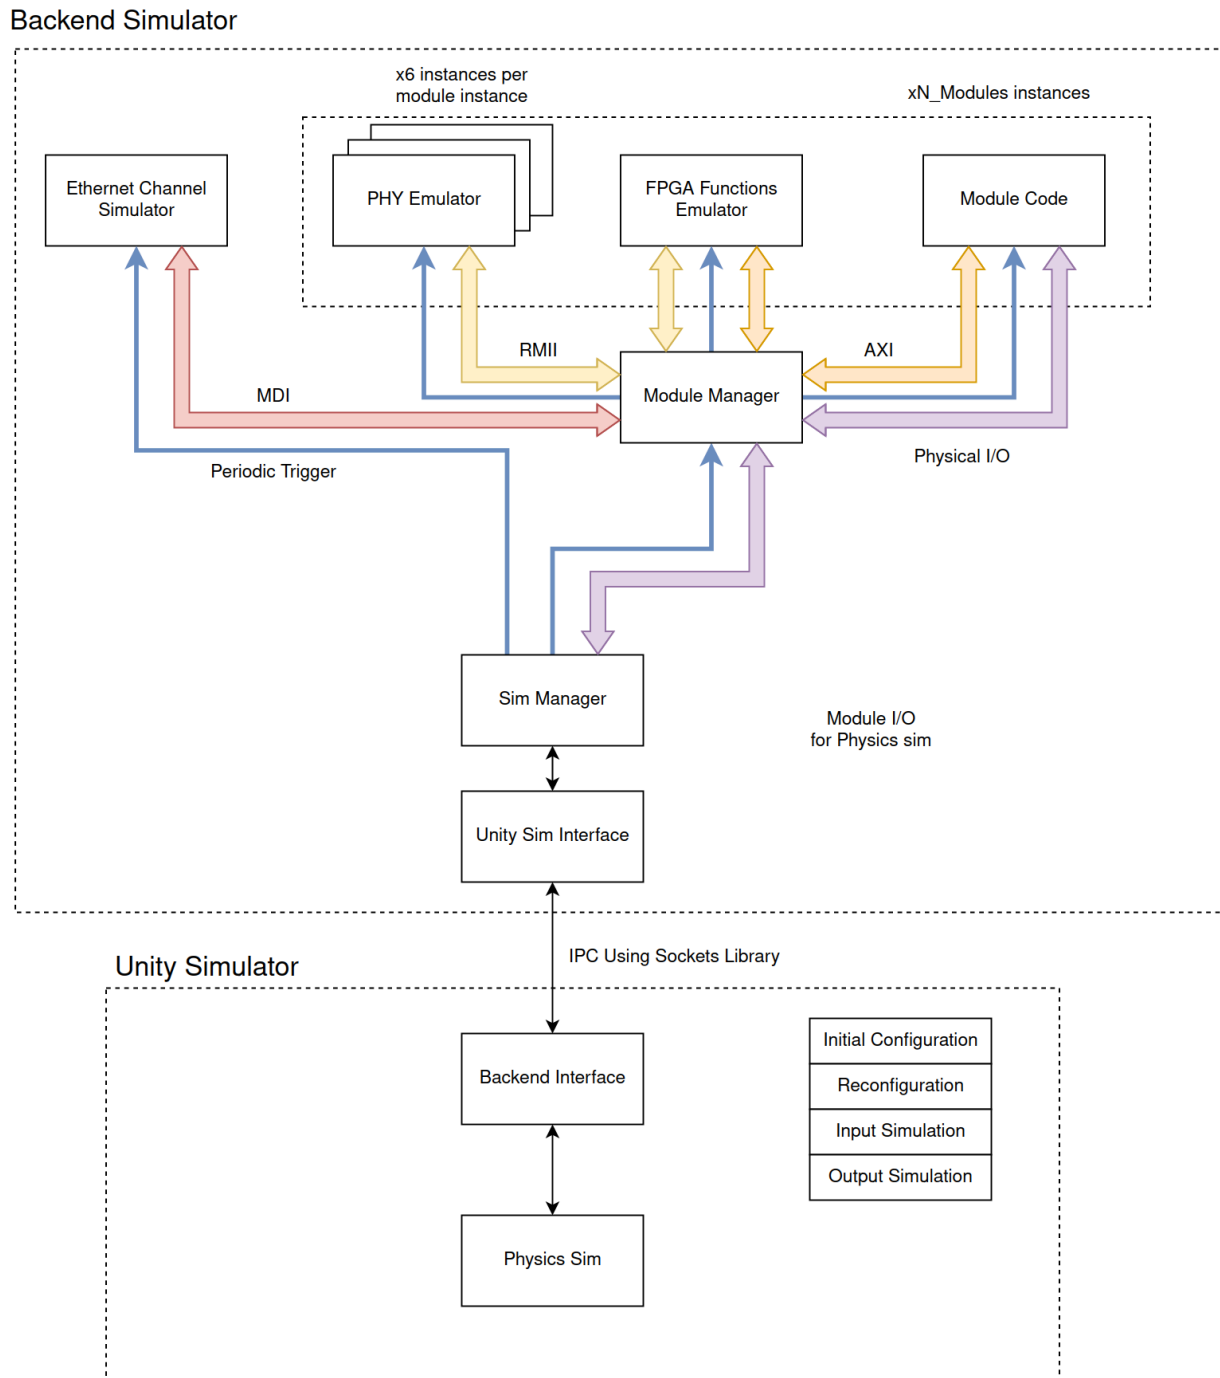 Backend Simulator
x6 instances per
module instance
xN_Modules instances
Ethernet Channel
Simulator
PHY Emulator
FPGA Functions
Emulator
Module Code
RMII
AXI
MDI
Module Manager
Periodic Trigger
Physical I/O
Sim Manager
Module I/O
for Physics sim
Unity Sim Interface
IPC Using Sockets Library
Unity Simulator
Backend Interface
Initial Configuration
Reconfiguration
Input Simulation
Output Simulation
Physics Sim